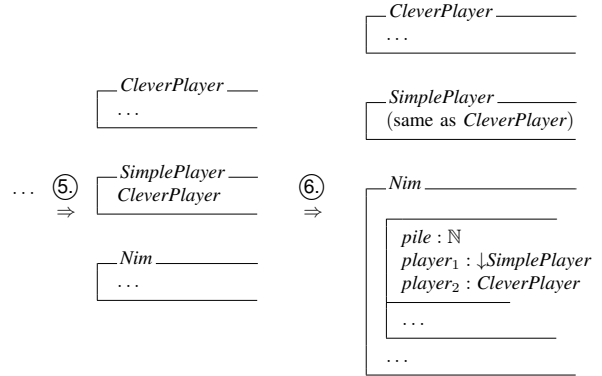 ... ⑤. ⇒
CleverPlayer
...
SimplePlayer
CleverPlayer
Nim
...
⑥. ⇒
CleverPlayer
...
SimplePlayer
(same as CleverPlayer)
Nim
pile : ℕ
player₁ : ↓SimplePlayer
player₂ : CleverPlayer
...
...